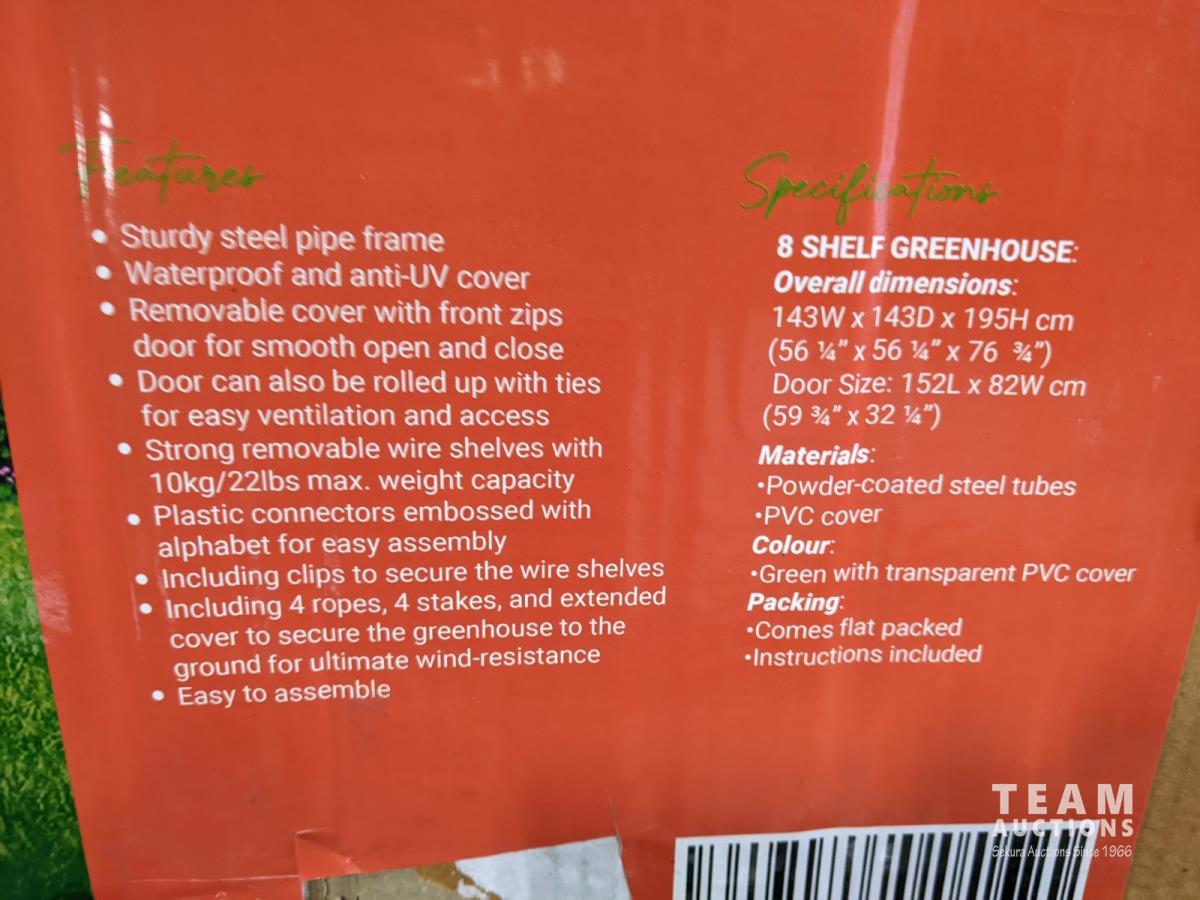 Features
• Sturdy steel pipe frame
• Waterproof and anti-UV cover
• Removable cover with front zips
door for smooth open and close
• Door can also be rolled up with ties
for easy ventilation and access
• Strong removable wire shelves with
10kg/22lbs max. weight capacity
• Plastic connectors embossed with
alphabet for easy assembly
• Including clips to secure the wire shelves
• Including 4 ropes, 4 stakes, and extended
cover to secure the greenhouse to the
ground for ultimate wind-resistance
• Easy to assemble
Specifications
8 SHELF GREENHOUSE:
Overall dimensions:
143W x 143D x 195H cm
(56 ¼” x 56 ¼” x 76 ¾”)
Door Size: 152L x 82W cm
(59 ¾” x 32 ¼”)
Materials:
•Powder-coated steel tubes
•PVC cover
Colour:
•Green with transparent PVC cover
Packing:
•Comes flat packed
•Instructions included
TEAM
AUCTIONS
Sekura Auctions Since 1966